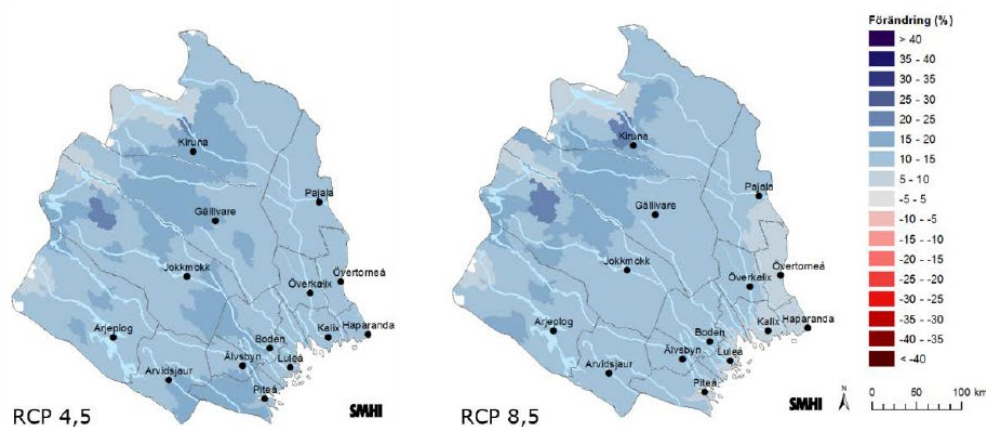 Kiruna
Pajala
Gällivare
Jokkmokk
Övertorneå
Överkalix
Arjeplog
Kalix
Haparanda
Boden
Älvsbyn
Luleå
Arvidsjaur
Piteå
RCP 4,5
SMHI
Kiruna
Pajala
Gällivare
Jokkmokk
Övertorneå
Överkalix
Arjeplog
Kalix
Haparanda
Boden
Älvsbyn
Luleå
Arvidsjaur
Piteå
RCP 8,5
SMHI
Förändring (%)
> 40
35 - 40
30 - 35
25 - 30
20 - 25
15 - 20
10 - 15
5 - 10
-5 - 5
-10 - -5
-15 - -10
-20 - -15
-25 - -20
-30 - -25
-35 - -30
-40 - -35
< -40
N
0 50 100 km